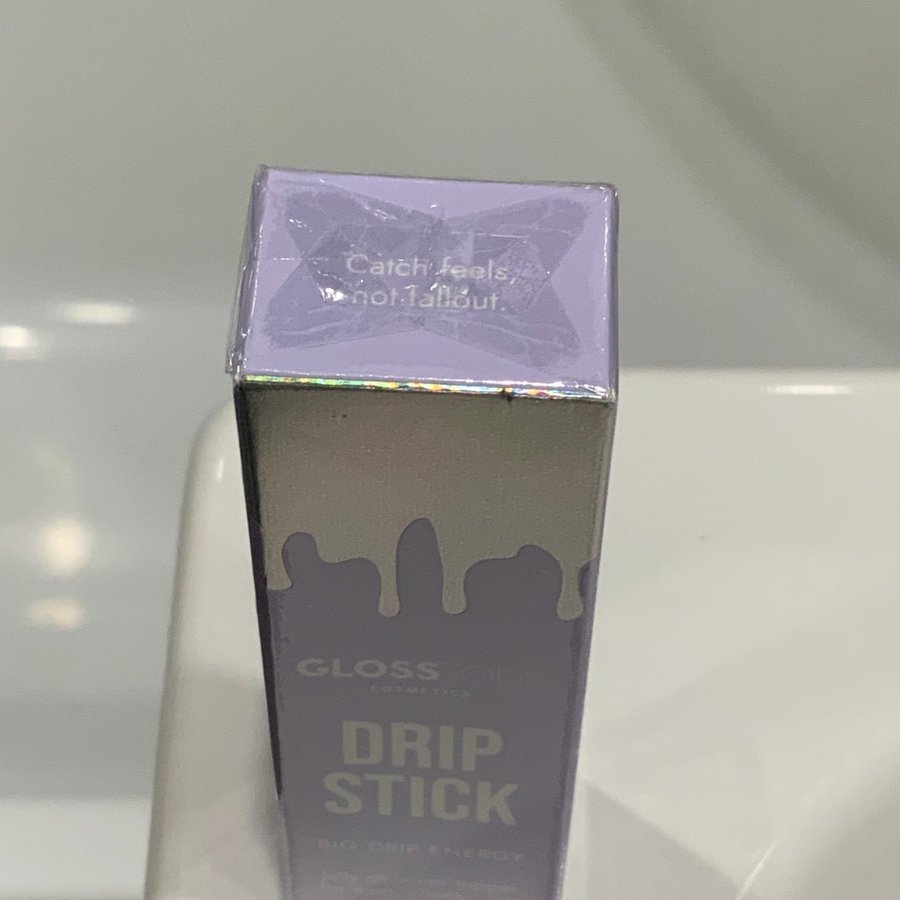 Catch feels,
not fallout.
GLOSS
COSMETICS
DRIP
STICK
BIG DRIP ENERGY